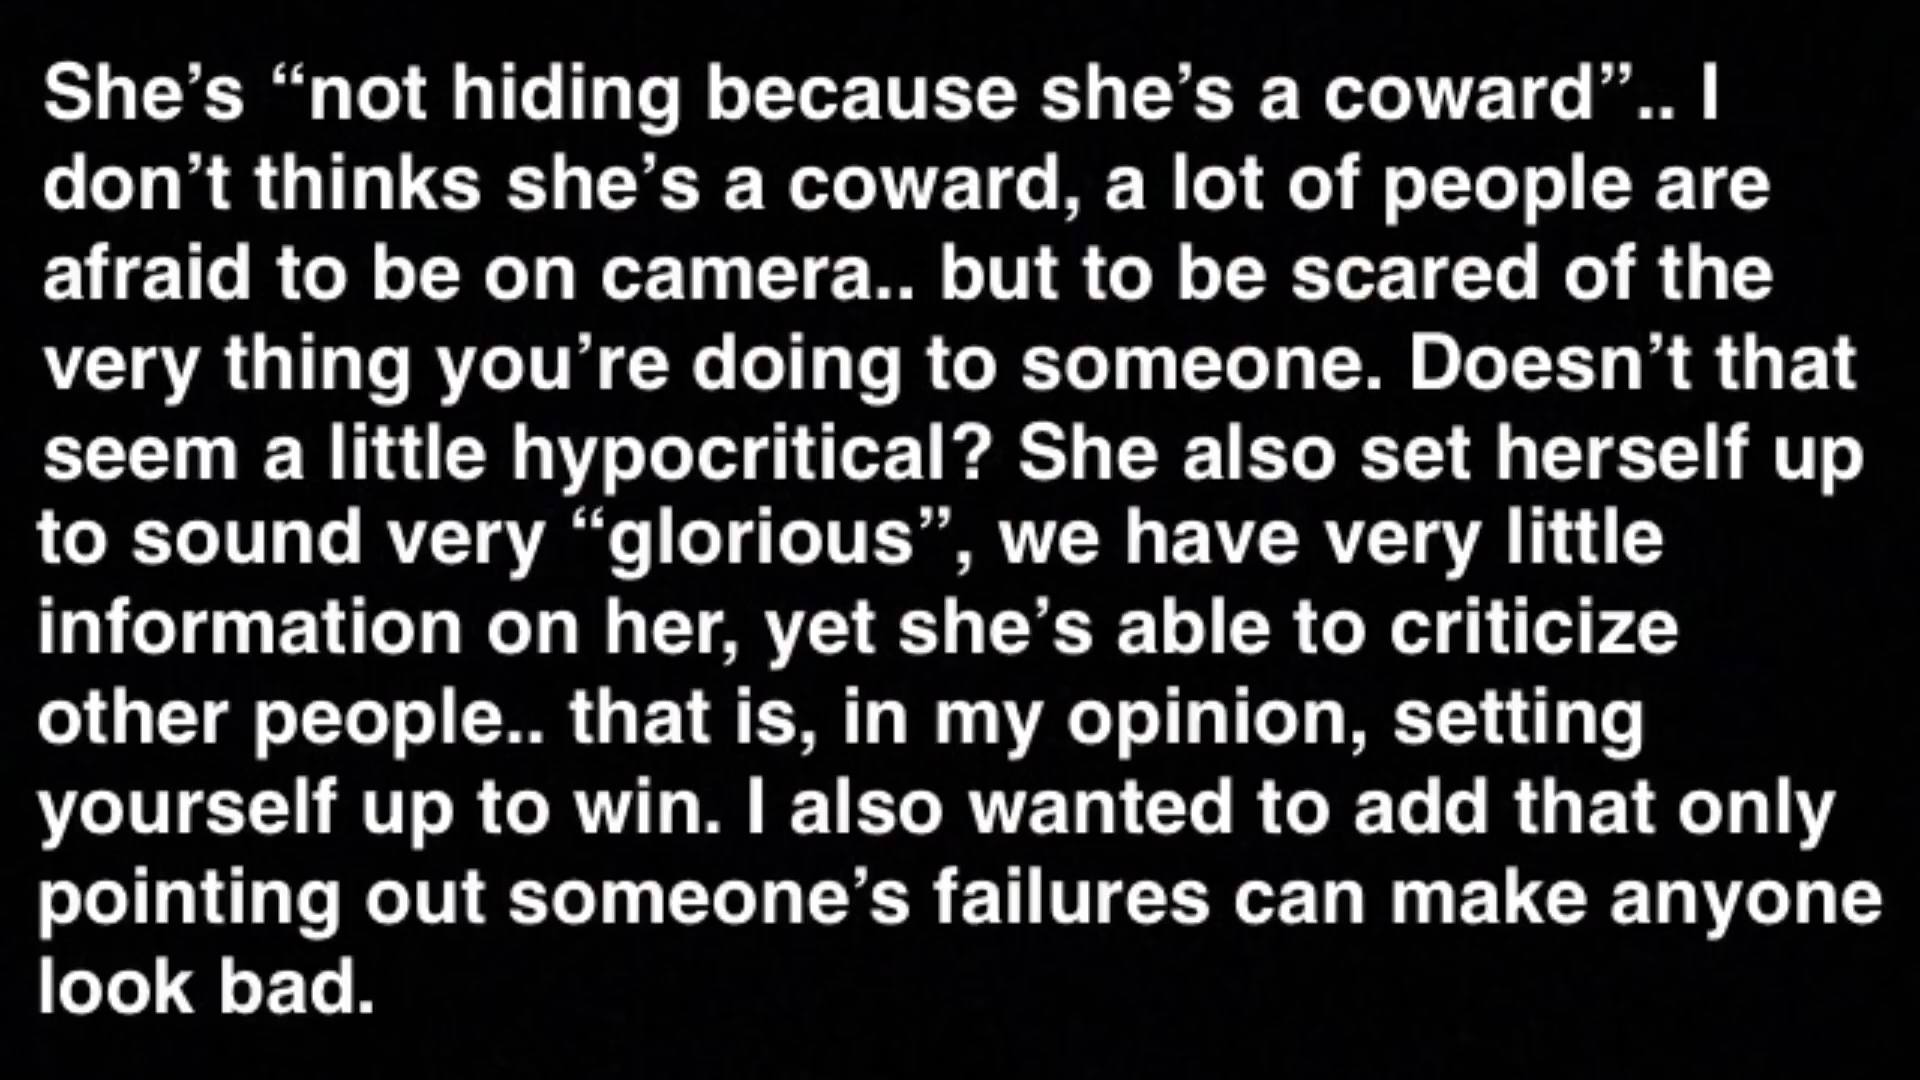 She’s “not hiding because she’s a coward”.. I
don’t thinks she’s a coward, a lot of people are
afraid to be on camera.. but to be scared of the
very thing you’re doing to someone. Doesn’t that
seem a little hypocritical? She also set herself up
to sound very “glorious”, we have very little
information on her, yet she’s able to criticize
other people.. that is, in my opinion, setting
yourself up to win. I also wanted to add that only
pointing out someone’s failures can make anyone
look bad.